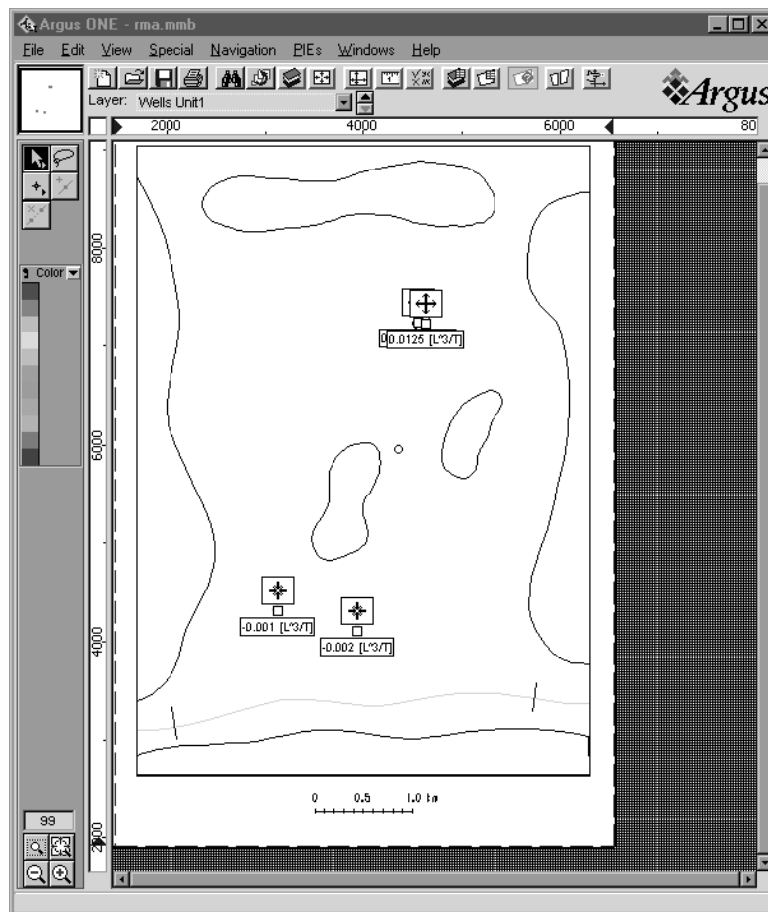 Argus ONE - rma.mmb
File Edit View Special Navigation PIEs Windows Help
Layer: Wells Unit1
Argus
2000 4000 6000 80
8000
6000
4000
2000
Color
0.0125 [L^3/T]
-0.001 [L^3/T]
-0.002 [L^3/T]
0 0.5 1.0 km
99